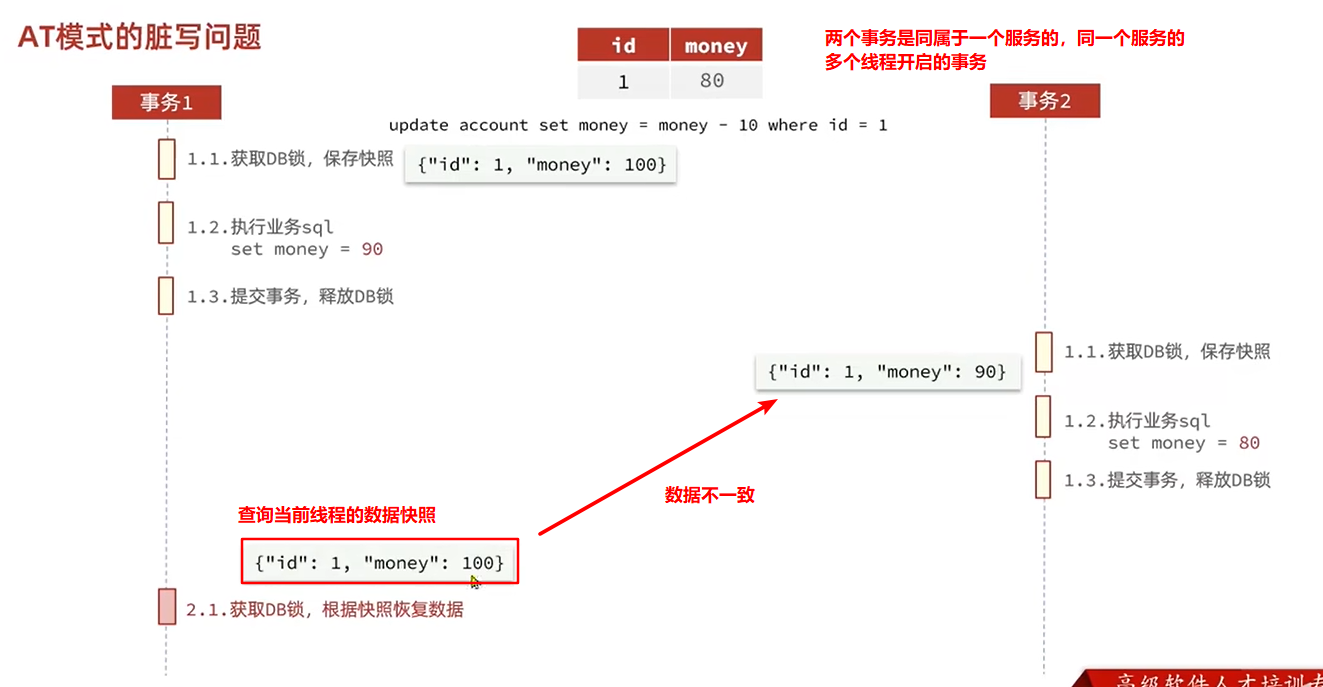 AT模式的脏写问题
id money
1 80
两个事务是同属于一个服务的，同一个服务的
多个线程开启的事务
事务1
事务2
update account set money = money - 10 where id = 1
1.1.获取DB锁，保存快照
{"id": 1, "money": 100}
1.2.执行业务sql
set money = 90
1.3.提交事务，释放DB锁
1.1.获取DB锁，保存快照
{"id": 1, "money": 90}
1.2.执行业务sql
set money = 80
1.3.提交事务，释放DB锁
数据不一致
查询当前线程的数据快照
{"id": 1, "money": 100}
2.1.获取DB锁，根据快照恢复数据
高级软件人才培训专